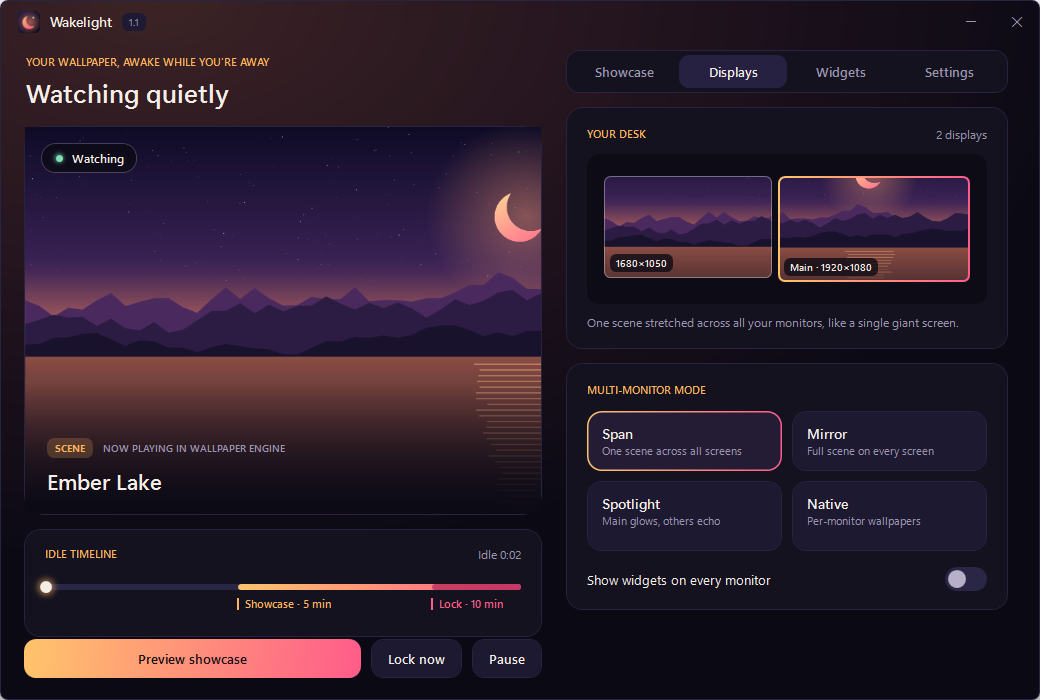 Wakelight 1.1
YOUR WALLPAPER, AWAKE WHILE YOU'RE AWAY
Watching quietly
Watching
SCENE NOW PLAYING IN WALLPAPER ENGINE
Ember Lake
IDLE TIMELINE Idle 0:02
Showcase · 5 min Lock · 10 min
Preview showcase Lock now Pause
Showcase Displays Widgets Settings
YOUR DESK 2 displays
1680×1050 Main · 1920×1080
One scene stretched across all your monitors, like a single giant screen.
MULTI-MONITOR MODE
Span
One scene across all screens
Mirror
Full scene on every screen
Spotlight
Main glows, others echo
Native
Per-monitor wallpapers
Show widgets on every monitor